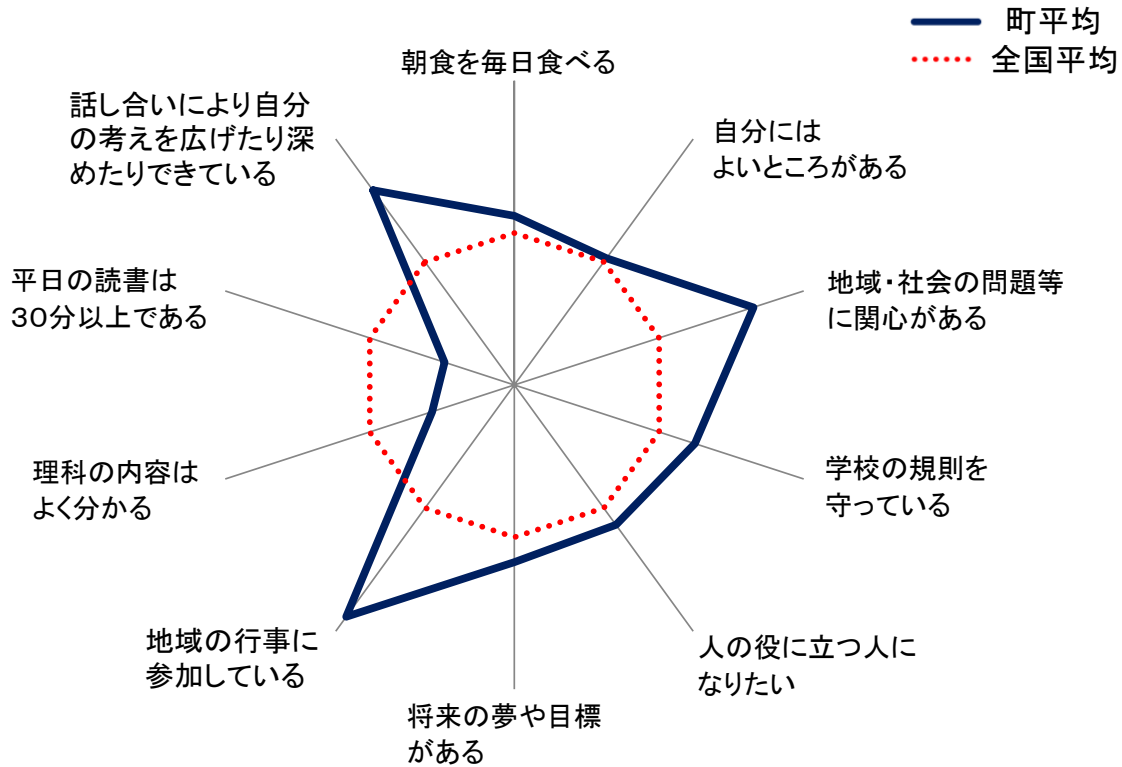 町平均
全国平均
朝食を毎日食べる
自分には
よいところがある
地域・社会の問題等
に関心がある
学校の規則を
守っている
人の役に立つ人に
なりたい
将来の夢や目標
がある
地域の行事に
参加している
理科の内容は
よく分かる
平日の読書は
30分以上である
話し合いにより自分
の考えを広げたり深
めたりできている